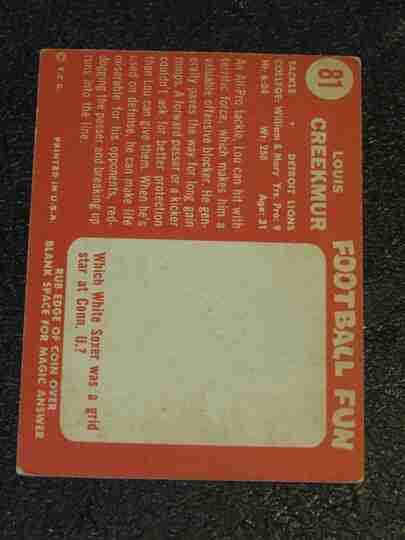 81
LOUIS
CREEKMUR
TACKLE • DETROIT LIONS
COLLEGE: William & Mary Yrs. Pro: 9
Ht: 6:04 Wt: 250 Age: 31
An All-Pro tackle, Lou can hit with
terrific force, which makes him a
valuable offensive blocker. He gen-
erally paves the way for long gain
romps. A forward passer or a kicker
couldn't ask for better protection
than Lou can give them. When he's
used on defense, he can make life
miserable for his opponents, red-
dogging the passer and breaking up
runs into the line.
© T.C.G.
PRINTED IN U.S.A.
FOOTBALL FUN
Which White Soxer was a grid
star at Conn. U.?
RUB EDGE OF COIN OVER
BLANK SPACE FOR MAGIC ANSWER